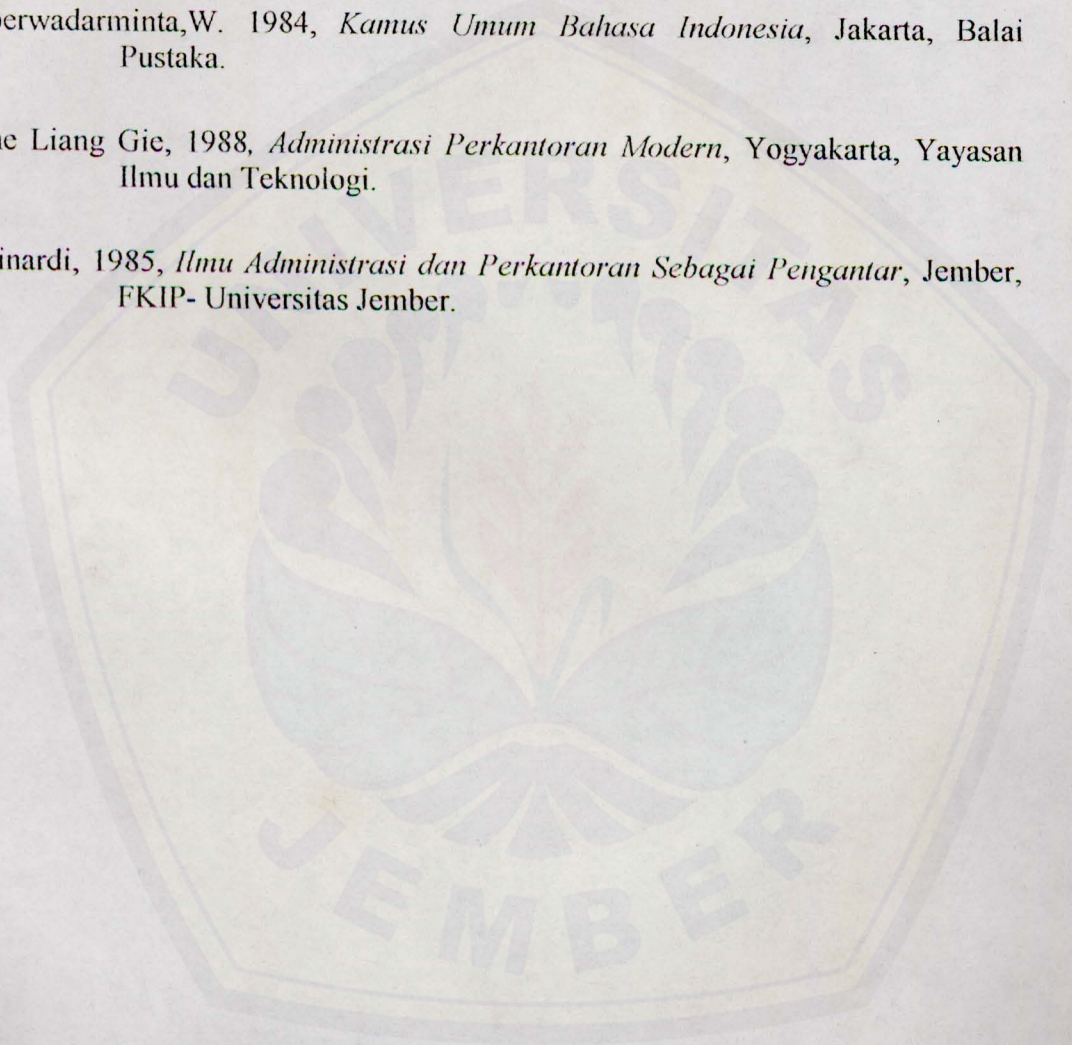 erwadarminta,W. 1984, Kamus Umum Bahasa Indonesia, Jakarta, Balai
Pustaka.
e Liang Gie, 1988, Administrasi Perkantoran Modern, Yogyakarta, Yayasan
Ilmu dan Teknologi.
inardi, 1985, Ilmu Administrasi dan Perkantoran Sebagai Pengantar, Jember,
FKIP- Universitas Jember.
UNIVERSITAS
JEMBER